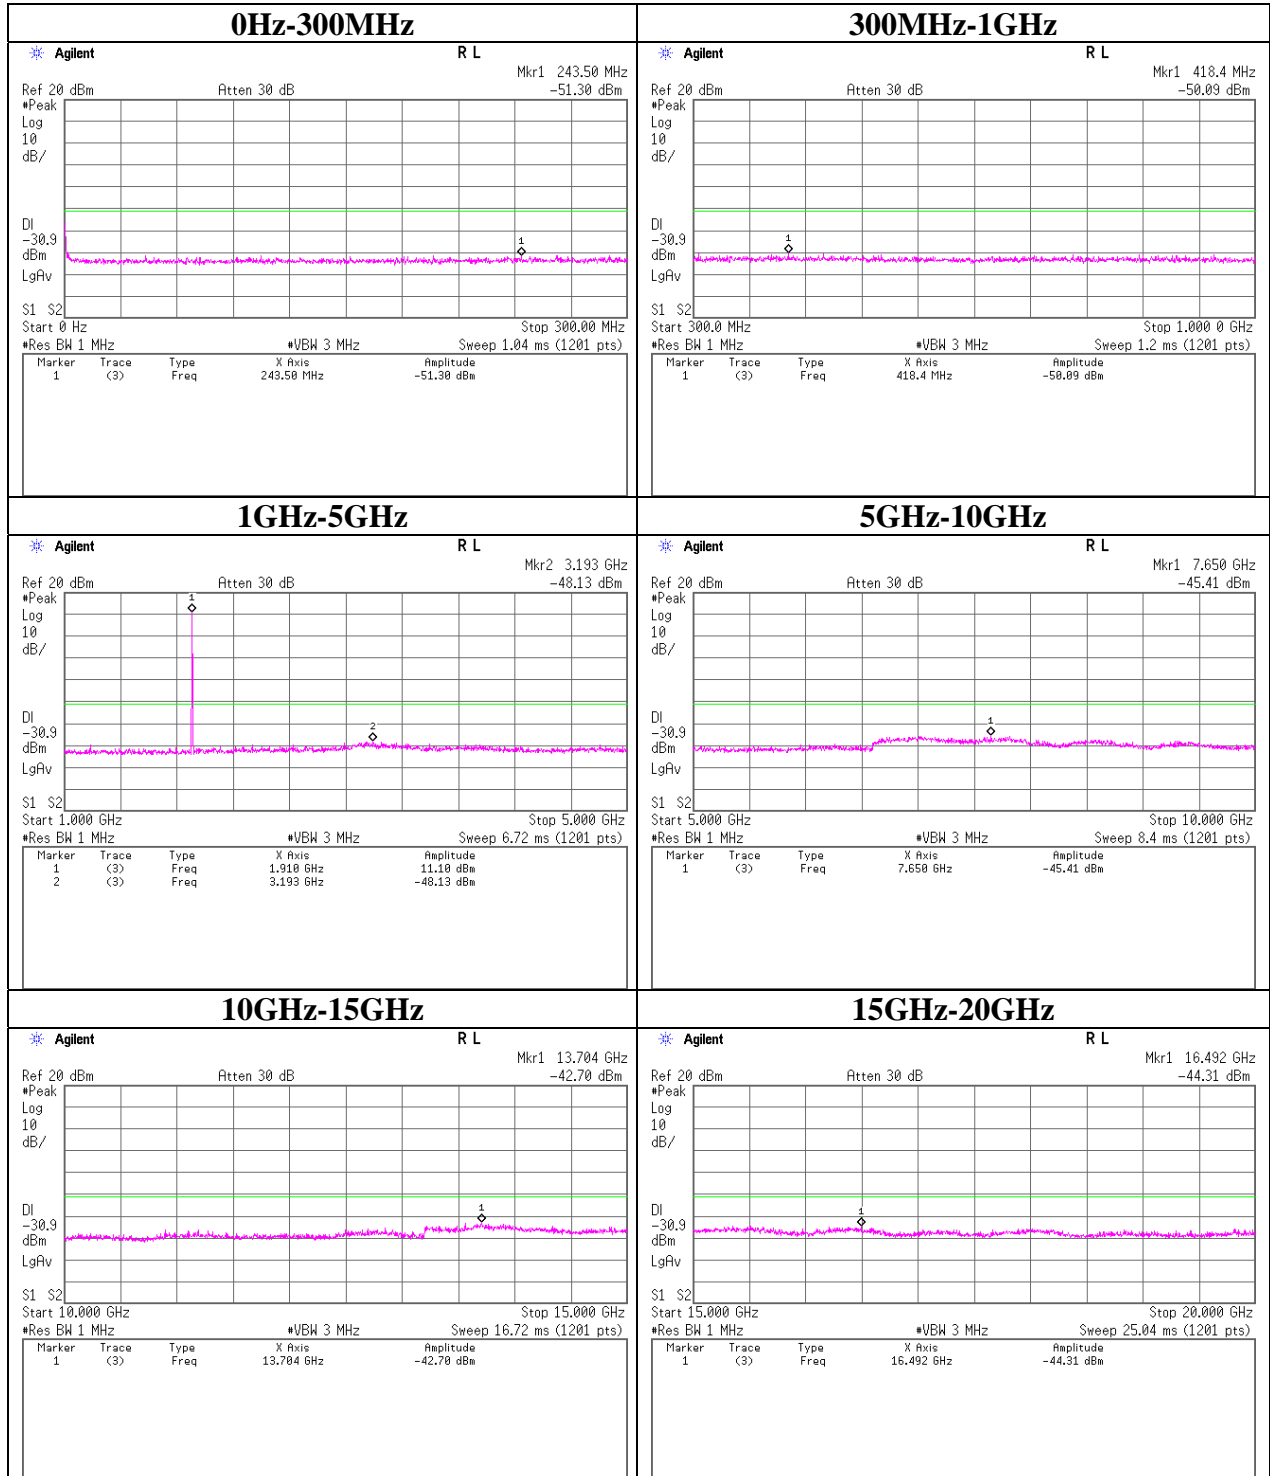 0Hz-300MHz
Agilent R L
Mkr1 243.50 MHz
Ref 20 dBm Atten 30 dB -51.30 dBm
#Peak
Log
10
dB/
1
DI
-30.9
dBm
LgAv
S1 S2
Start 0 Hz Stop 300.00 MHz
#Res BW 1 MHz #VBW 3 MHz Sweep 1.04 ms (1201 pts)
Marker Trace Type X Axis Amplitude
1 (3) Freq 243.50 MHz -51.30 dBm
300MHz-1GHz
Agilent R L
Mkr1 418.4 MHz
Ref 20 dBm Atten 30 dB -50.09 dBm
#Peak
Log
10
dB/
1
DI
-30.9
dBm
LgAv
S1 S2
Start 300.0 MHz Stop 1.000 0 GHz
#Res BW 1 MHz #VBW 3 MHz Sweep 1.2 ms (1201 pts)
Marker Trace Type X Axis Amplitude
1 (3) Freq 418.4 MHz -50.09 dBm
1GHz-5GHz
Agilent R L
Mkr2 3.193 GHz
Ref 20 dBm Atten 30 dB -48.13 dBm
#Peak
Log
10
dB/
1
2
DI
-30.9
dBm
LgAv
S1 S2
Start 1.000 GHz Stop 5.000 GHz
#Res BW 1 MHz #VBW 3 MHz Sweep 6.72 ms (1201 pts)
Marker Trace Type X Axis Amplitude
1 (3) Freq 1.910 GHz 11.10 dBm
2 (3) Freq 3.193 GHz -48.13 dBm
5GHz-10GHz
Agilent R L
Mkr1 7.650 GHz
Ref 20 dBm Atten 30 dB -45.41 dBm
#Peak
Log
10
dB/
1
DI
-30.9
dBm
LgAv
S1 S2
Start 5.000 GHz Stop 10.000 GHz
#Res BW 1 MHz #VBW 3 MHz Sweep 8.4 ms (1201 pts)
Marker Trace Type X Axis Amplitude
1 (3) Freq 7.650 GHz -45.41 dBm
10GHz-15GHz
Agilent R L
Mkr1 13.704 GHz
Ref 20 dBm Atten 30 dB -42.70 dBm
#Peak
Log
10
dB/
1
DI
-30.9
dBm
LgAv
S1 S2
Start 10.000 GHz Stop 15.000 GHz
#Res BW 1 MHz #VBW 3 MHz Sweep 16.72 ms (1201 pts)
Marker Trace Type X Axis Amplitude
1 (3) Freq 13.704 GHz -42.70 dBm
15GHz-20GHz
Agilent R L
Mkr1 16.492 GHz
Ref 20 dBm Atten 30 dB -44.31 dBm
#Peak
Log
10
dB/
1
DI
-30.9
dBm
LgAv
S1 S2
Start 15.000 GHz Stop 20.000 GHz
#Res BW 1 MHz #VBW 3 MHz Sweep 25.04 ms (1201 pts)
Marker Trace Type X Axis Amplitude
1 (3) Freq 16.492 GHz -44.31 dBm